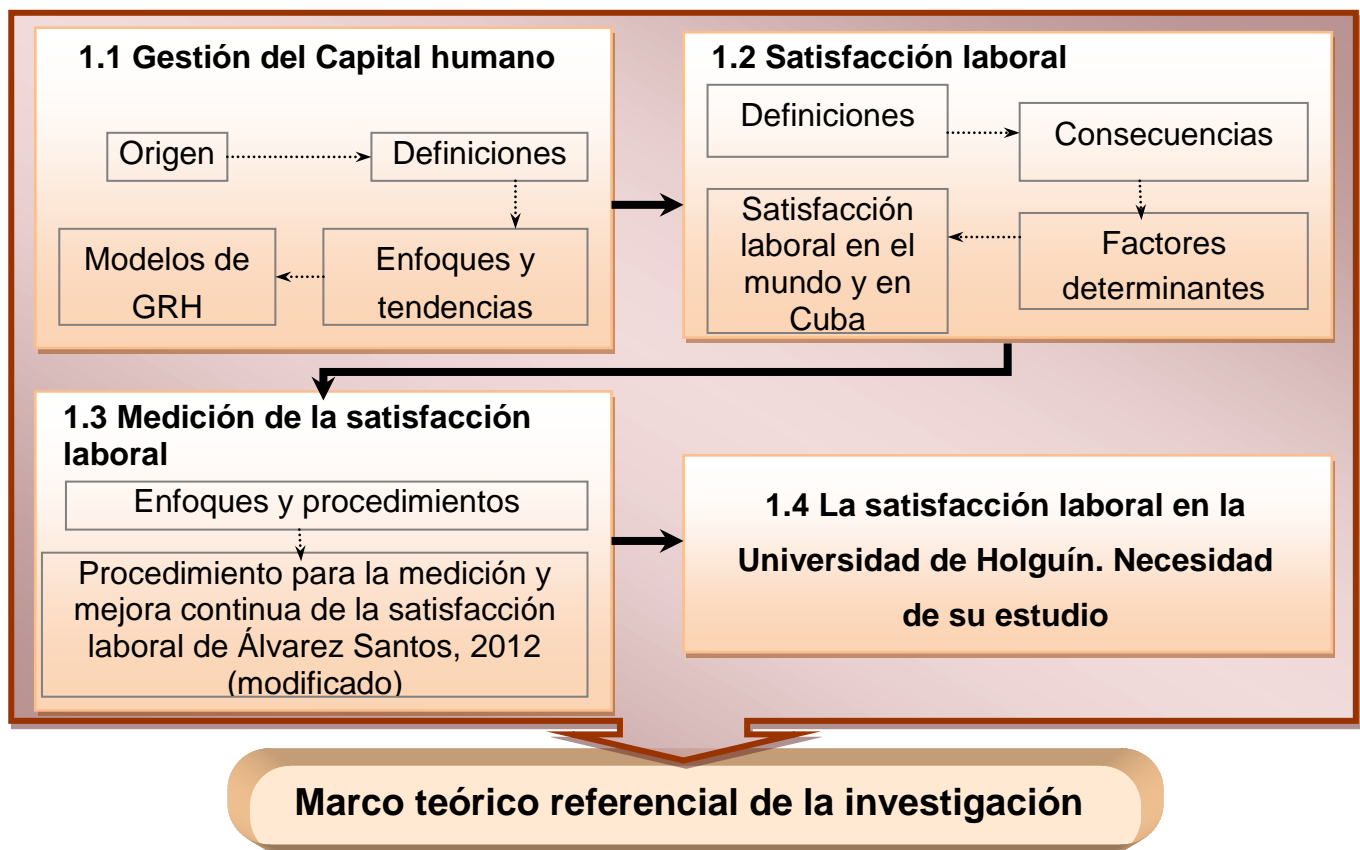 1.1 Gestión del Capital humano
Origen
Definiciones
Enfoques y
tendencias
Modelos de
GRH
1.2 Satisfacción laboral
Definiciones
Consecuencias
Factores
determinantes
Satisfacción
laboral en el
mundo y en
Cuba
1.3 Medición de la satisfacción
laboral
Enfoques y procedimientos
Procedimiento para la medición y
mejora continua de la satisfacción
laboral de Álvarez Santos, 2012
(modificado)
1.4 La satisfacción laboral en la
Universidad de Holguín. Necesidad
de su estudio
Marco teórico referencial de la investigación